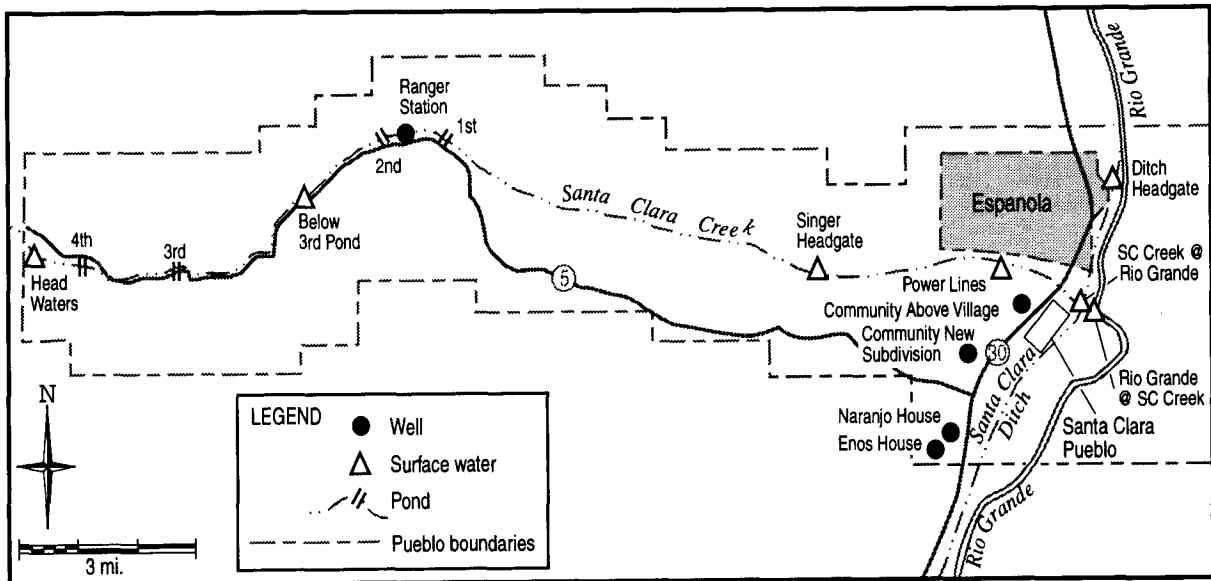 Rio Grande
Ranger
Station
1st
2nd
Ditch
Headgate
Santa Clara Creek
Espanola
Below
3rd Pond
Singer
Headgate
4th
3rd
SC Creek @
Rio Grande
Head
Waters
5
Power Lines
Community Above Village
Community New
Subdivision
30
Santa Clara
Ditch
Rio Grande
@ SC Creek
N
LEGEND
Well
Surface water
Pond
Pueblo boundaries
Naranjo House
Enos House
Santa Clara
Pueblo
Rio Grande
3 mi.